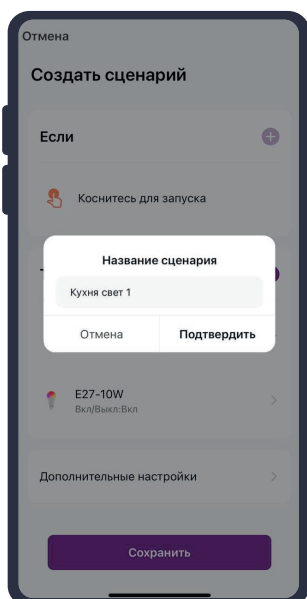 Отмена
Создать сценарий
Если
Коснитесь для запуска
Название сценария
Кухня свет 1
Отмена Подтвердить
E27-10W
Вкл/Выкл:Вкл
Дополнительные настройки
Сохранить